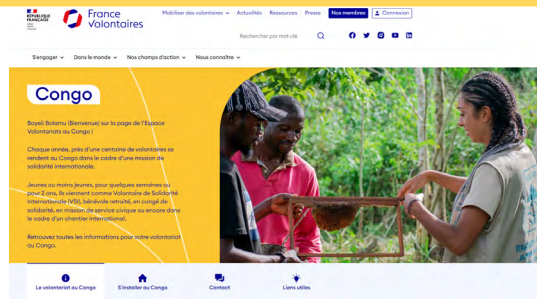 RÉPUBLIQUE
FRANÇAISE
France
Volontaires
Mobiliser des volontaires Actualités Ressources Presse Nos membres Connexion
Rechercher par mot clé
S'engager Dans le monde Nos champs d'action Nous connaître
Congo
Boyeli Bolamu (Bienvenue) sur la page de l'Espace
Volontariats au Congo !
Chaque année, près d'une centaine de volontaires se
rendent au Congo dans le cadre d'une mission de
solidarité internationale.
Jeunes ou moins jeunes, pour quelques semaines ou
pour 2 ans, ils viennent comme Volontaire de Solidarité
Internationale (VSI), bénévole retraité, en congé de
solidarité, en mission de service civique ou encore dans
le cadre d'un chantier international.
Retrouvez toutes les informations pour votre volontariat
au Congo.
Le volontariat au Congo S'installer au Congo Contact Liens utiles